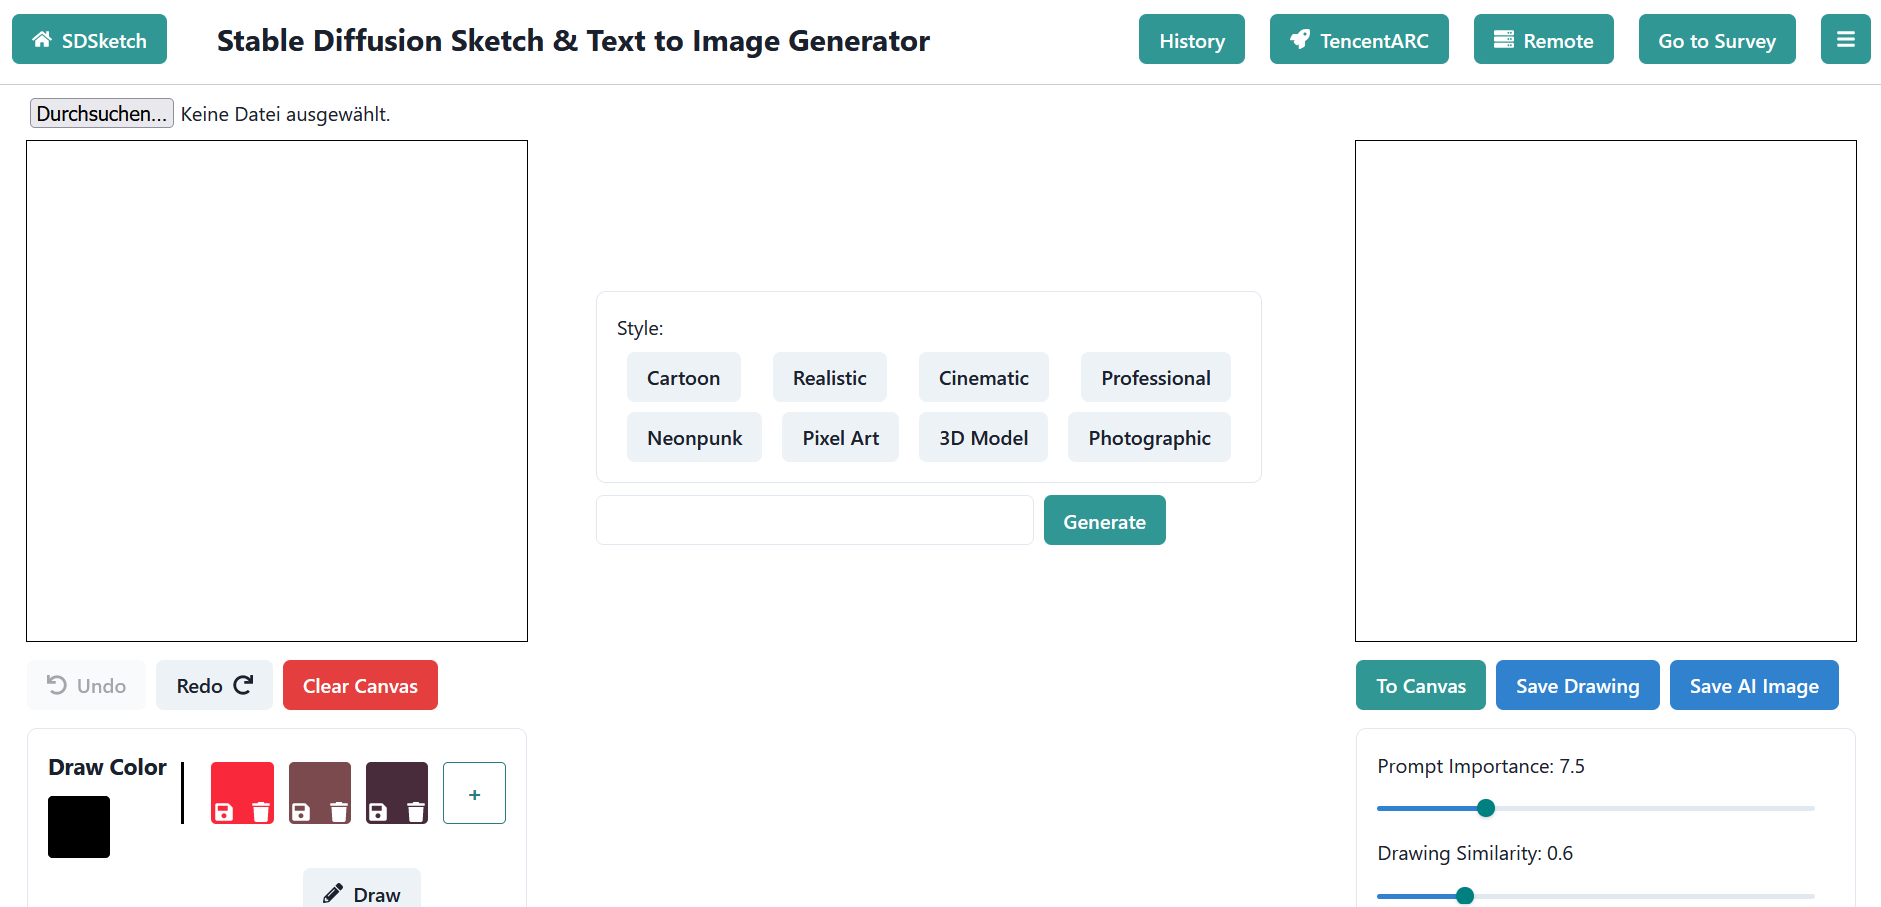 SDSketch
Stable Diffusion Sketch & Text to Image Generator
History
TencentARC
Remote
Go to Survey
Durchsuchen... Keine Datei ausgewählt.
Style:
Cartoon Realistic Cinematic Professional
Neonpunk Pixel Art 3D Model Photographic
Generate
Undo Redo Clear Canvas
To Canvas Save Drawing Save AI Image
Draw Color
+
Draw
Prompt Importance: 7.5
Drawing Similarity: 0.6